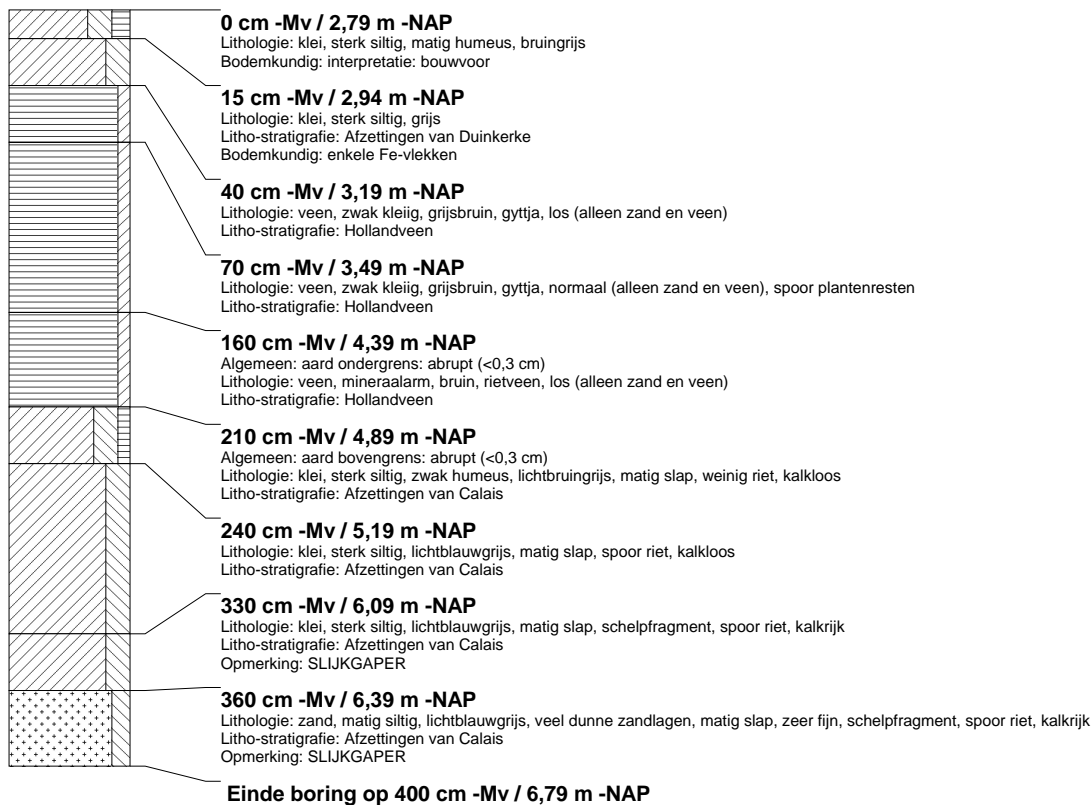 0 cm -Mv / 2,79 m -NAP
Lithologie: klei, sterk siltig, matig humeus, bruingrijs
Bodemkundig: interpretatie: bouwvoor
15 cm -Mv / 2,94 m -NAP
Lithologie: klei, sterk siltig, grijs
Litho-stratigrafie: Afzettingen van Duinkerke
Bodemkundig: enkele Fe-vlekken
40 cm -Mv / 3,19 m -NAP
Lithologie: veen, zwak kleiig, grijsbruin, gyttja, los (alleen zand en veen)
Litho-stratigrafie: Hollandveen
70 cm -Mv / 3,49 m -NAP
Lithologie: veen, zwak kleiig, grijsbruin, gyttja, normaal (alleen zand en veen), spoor plantenresten
Litho-stratigrafie: Hollandveen
160 cm -Mv / 4,39 m -NAP
Algemeen: aard ondergrens: abrupt (<0,3 cm)
Lithologie: veen, mineraalarm, bruin, rietveen, los (alleen zand en veen)
Litho-stratigrafie: Hollandveen
210 cm -Mv / 4,89 m -NAP
Algemeen: aard bovengrens: abrupt (<0,3 cm)
Lithologie: klei, sterk siltig, zwak humeus, lichtbruingrijs, matig slap, weinig riet, kalkloos
Litho-stratigrafie: Afzettingen van Calais
240 cm -Mv / 5,19 m -NAP
Lithologie: klei, sterk siltig, lichtblauwgrijs, matig slap, spoor riet, kalkloos
Litho-stratigrafie: Afzettingen van Calais
330 cm -Mv / 6,09 m -NAP
Lithologie: klei, sterk siltig, lichtblauwgrijs, matig slap, schelpfragment, spoor riet, kalkrijk
Litho-stratigrafie: Afzettingen van Calais
Opmerking: SLIJKGAPER
360 cm -Mv / 6,39 m -NAP
Lithologie: zand, matig siltig, lichtblauwgrijs, veel dunne zandlagen, matig slap, zeer fijn, schelpfragment, spoor riet, kalkrijk
Litho-stratigrafie: Afzettingen van Calais
Opmerking: SLIJKGAPER
Einde boring op 400 cm -Mv / 6,79 m -NAP